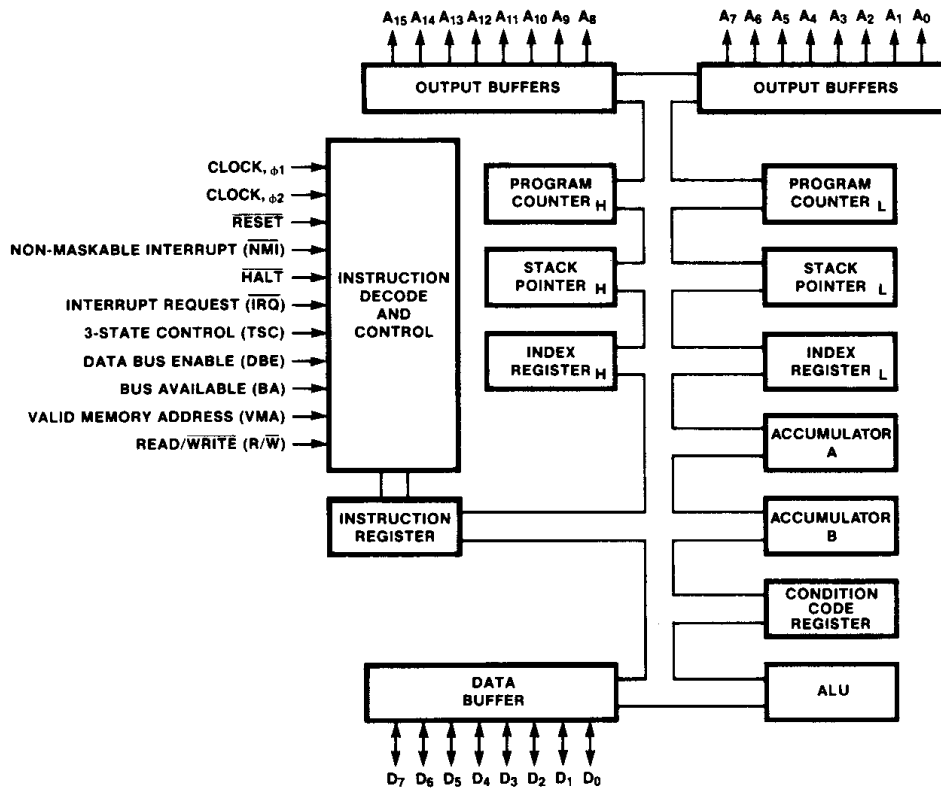 A15 A14 A13 A12 A11 A10 A9 A8
A7 A6 A5 A4 A3 A2 A1 A0
OUTPUT BUFFERS
OUTPUT BUFFERS
CLOCK, φ1
CLOCK, φ2
RESET
NON-MASKABLE INTERRUPT (NMI)
HALT
INTERRUPT REQUEST (IRQ)
3-STATE CONTROL (TSC)
DATA BUS ENABLE (DBE)
BUS AVAILABLE (BA)
VALID MEMORY ADDRESS (VMA)
READ/WRITE (R/W)
INSTRUCTION
DECODE
AND
CONTROL
INSTRUCTION
REGISTER
PROGRAM
COUNTER H
STACK
POINTER H
INDEX
REGISTER H
PROGRAM
COUNTER L
STACK
POINTER L
INDEX
REGISTER L
ACCUMULATOR
A
ACCUMULATOR
B
CONDITION
CODE
REGISTER
ALU
DATA
BUFFER
D7 D6 D5 D4 D3 D2 D1 D0